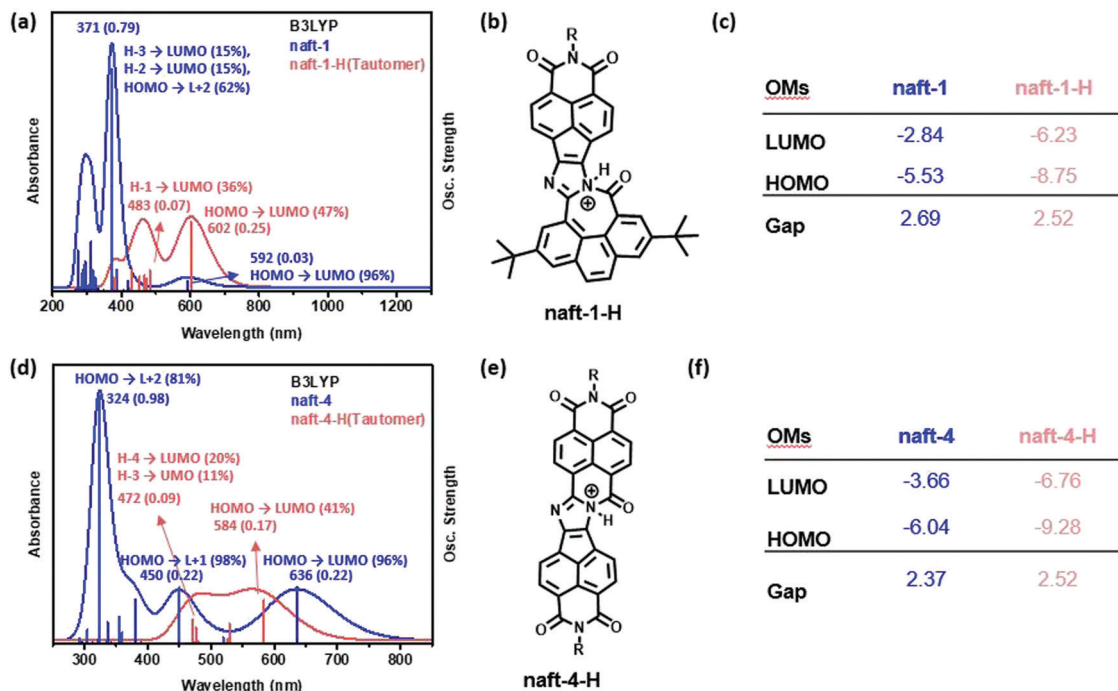 (a)
371 (0.79)
H-3 → LUMO (15%),
H-2 → LUMO (15%),
HOMO → L+2 (62%)
B3LYP
naft-1
naft-1-H(Tautomer)
H-1 → LUMO (36%)
483 (0.07)
HOMO → LUMO (47%)
602 (0.25)
592 (0.03)
HOMO → LUMO (96%)
Absorbance
Osc. Strength
200 400 600 800 1000 1200
Wavelength (nm)
(b)
R
O N O
N N H O
+
naft-1-H
(c)
OMs naft-1 naft-1-H
LUMO -2.84 -6.23
HOMO -5.53 -8.75
Gap 2.69 2.52
(d)
HOMO → L+2 (81%)
324 (0.98)
B3LYP
naft-4
naft-4-H(Tautomer)
H-4 → LUMO (20%)
H-3 → UMO (11%)
472 (0.09)
HOMO → LUMO (41%)
584 (0.17)
HOMO → L+1 (98%)
450 (0.22)
HOMO → LUMO (96%)
636 (0.22)
Absorbance
Osc. Strength
300 400 500 600 700 800
Wavelength (nm)
(e)
R
O N O
+
N N O
H
O N O
R
naft-4-H
(f)
OMs naft-4 naft-4-H
LUMO -3.66 -6.76
HOMO -6.04 -9.28
Gap 2.37 2.52